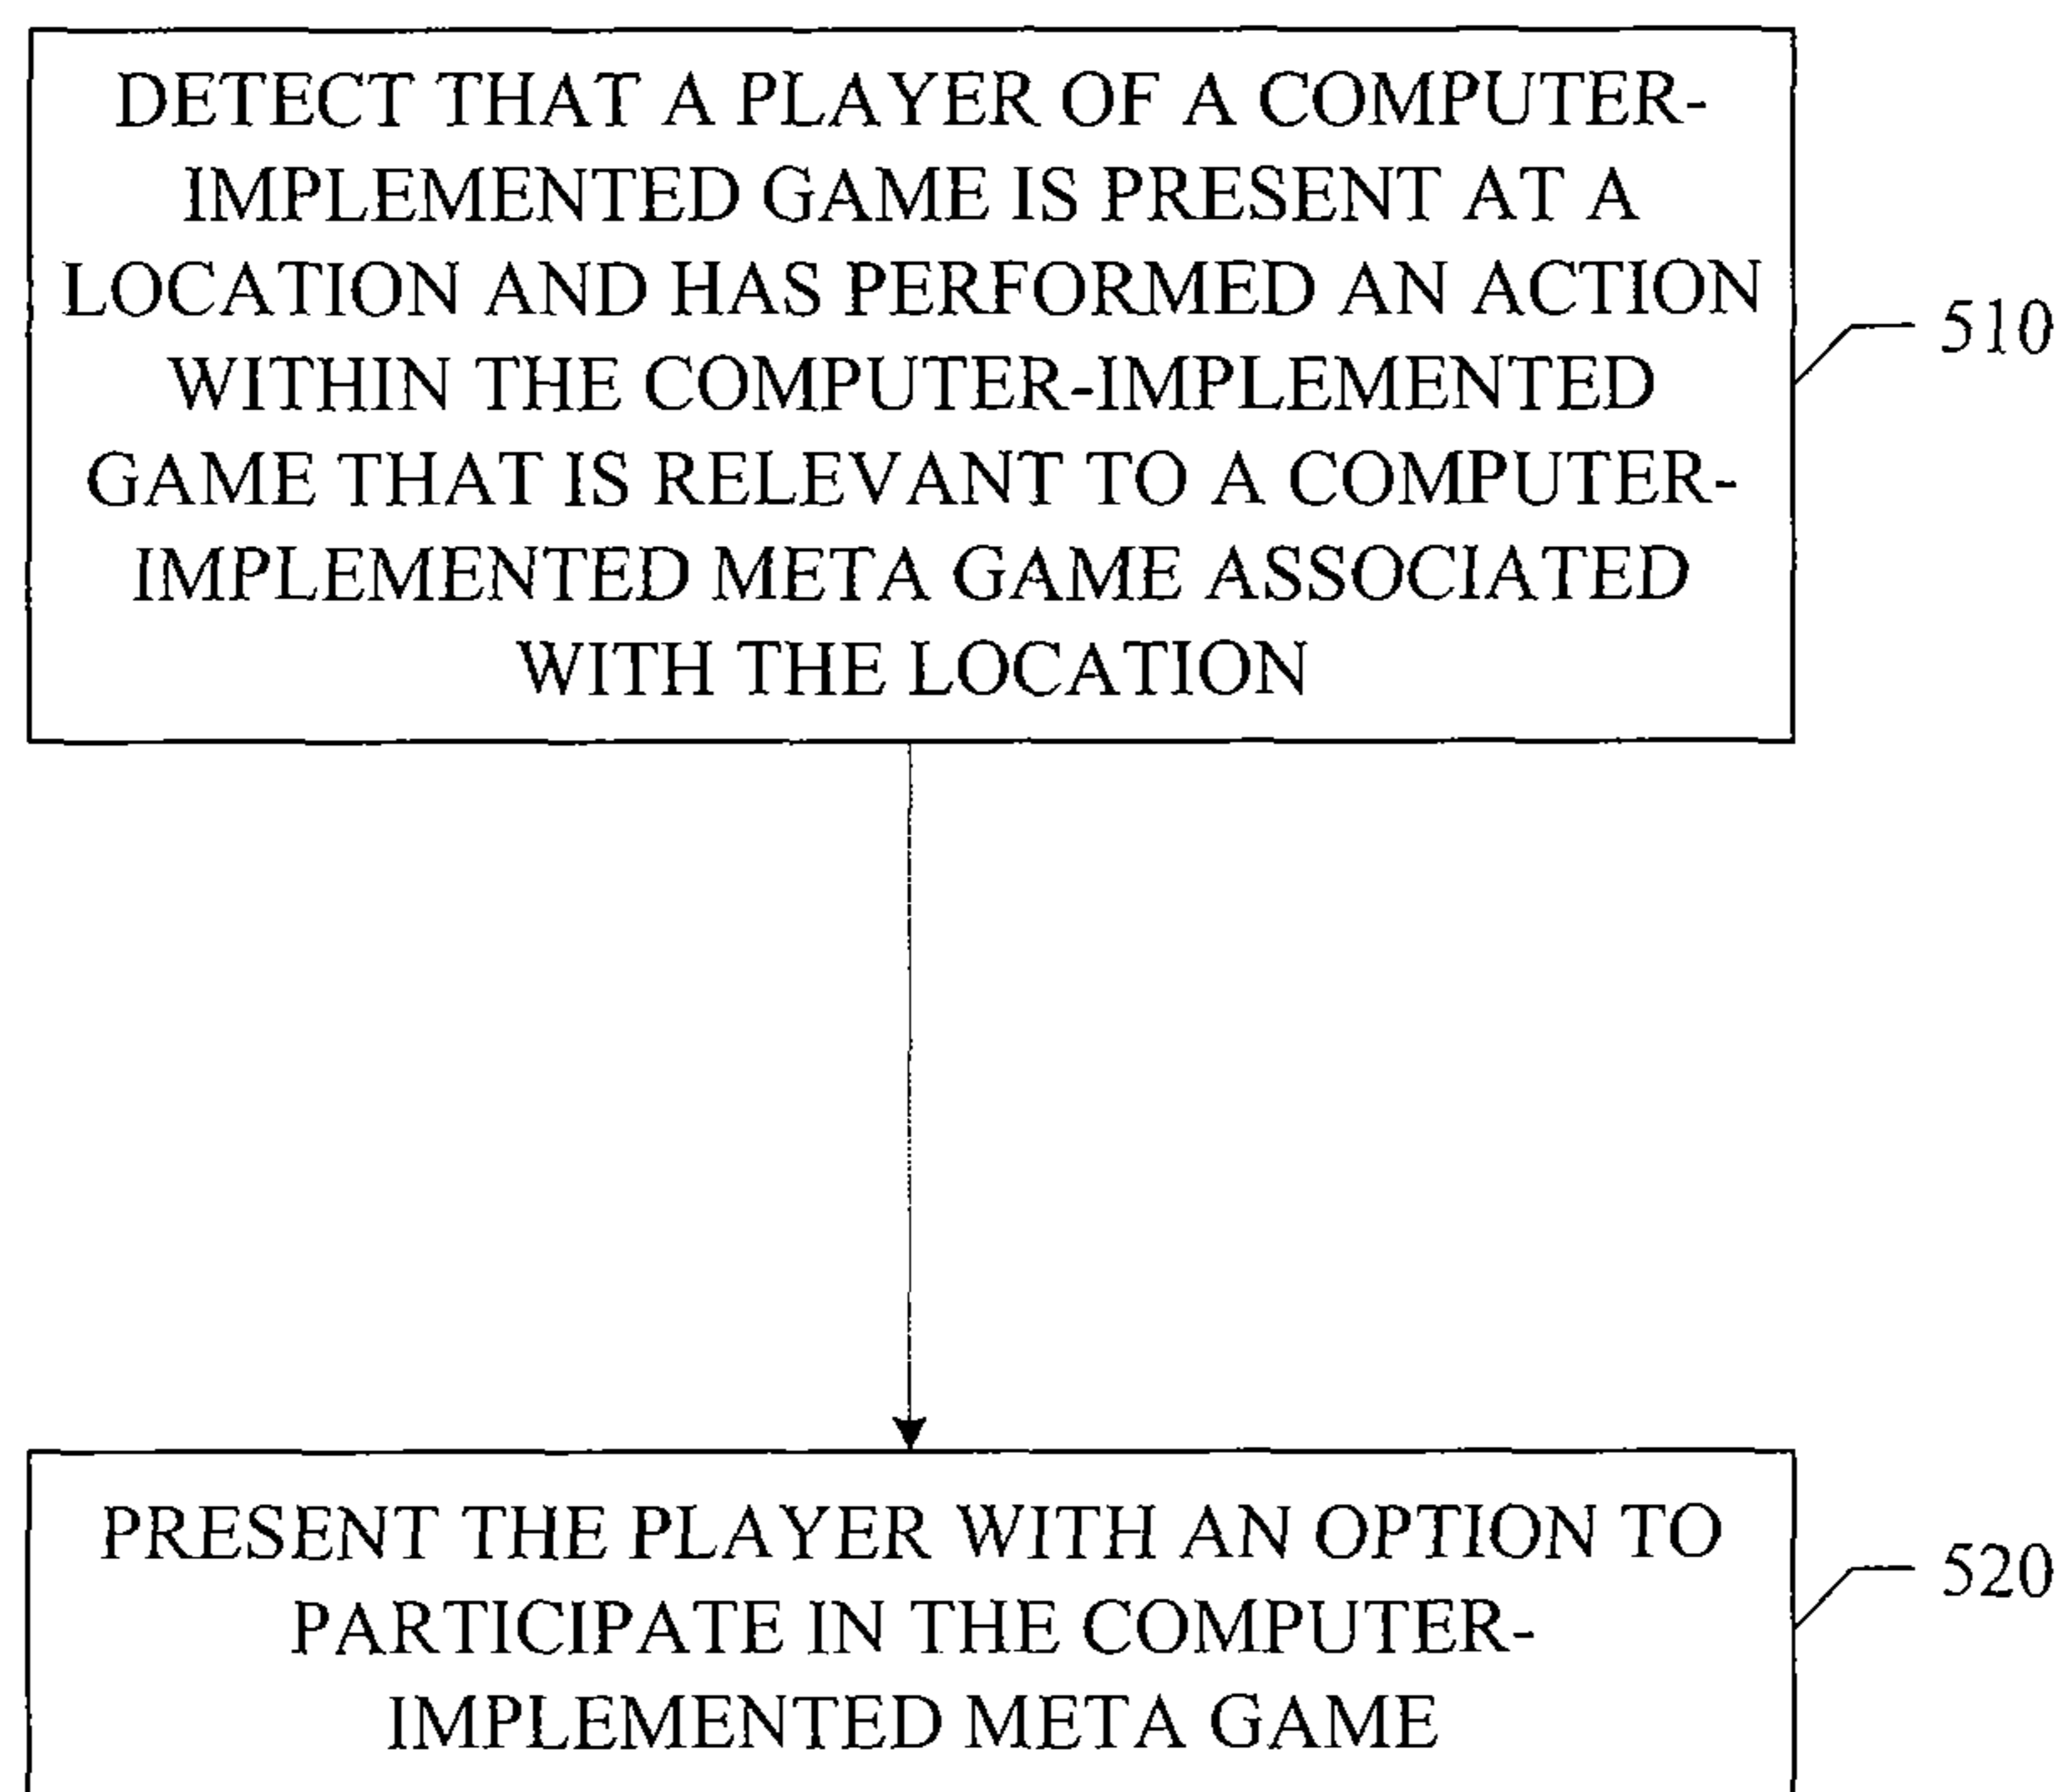 DETECT THAT A PLAYER OF A COMPUTER-
IMPLEMENTED GAME IS PRESENT AT A
LOCATION AND HAS PERFORMED AN ACTION
WITHIN THE COMPUTER-IMPLEMENTED
GAME THAT IS RELEVANT TO A COMPUTER-
IMPLEMENTED META GAME ASSOCIATED
WITH THE LOCATION
510
PRESENT THE PLAYER WITH AN OPTION TO
PARTICIPATE IN THE COMPUTER-
IMPLEMENTED META GAME
520